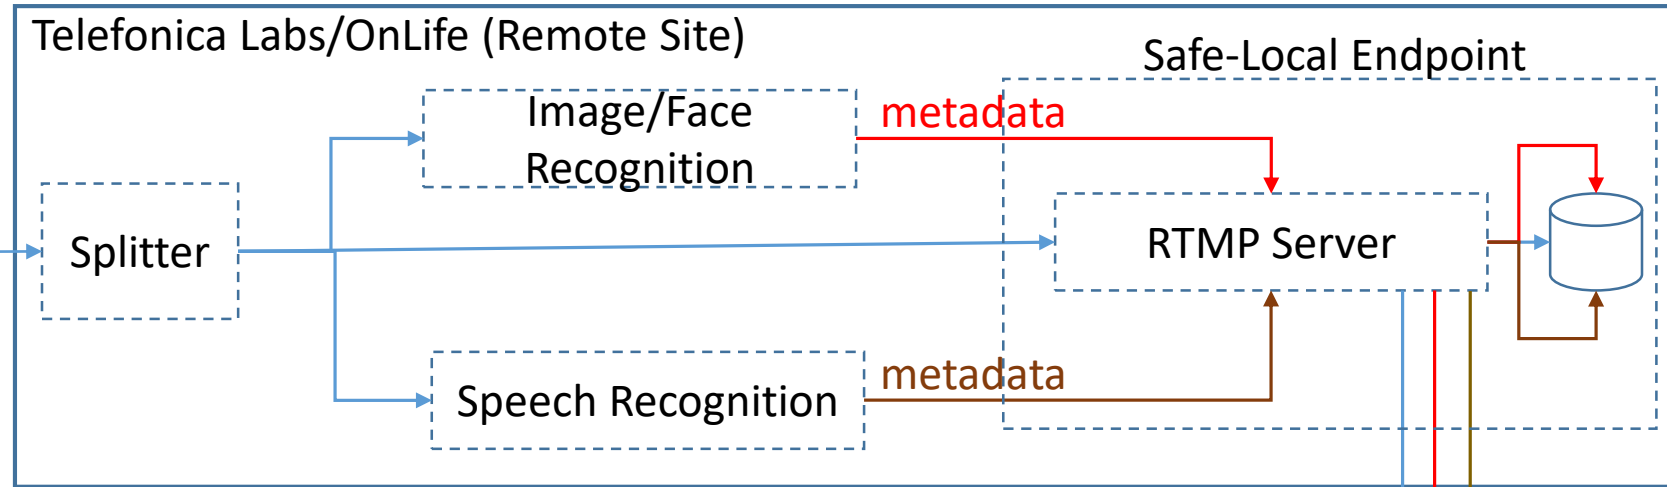 Telefonica Labs/OnLife (Remote Site)
Safe-Local Endpoint
Image/Face
Recognition
metadata
Splitter
RTMP Server
Speech Recognition
metadata